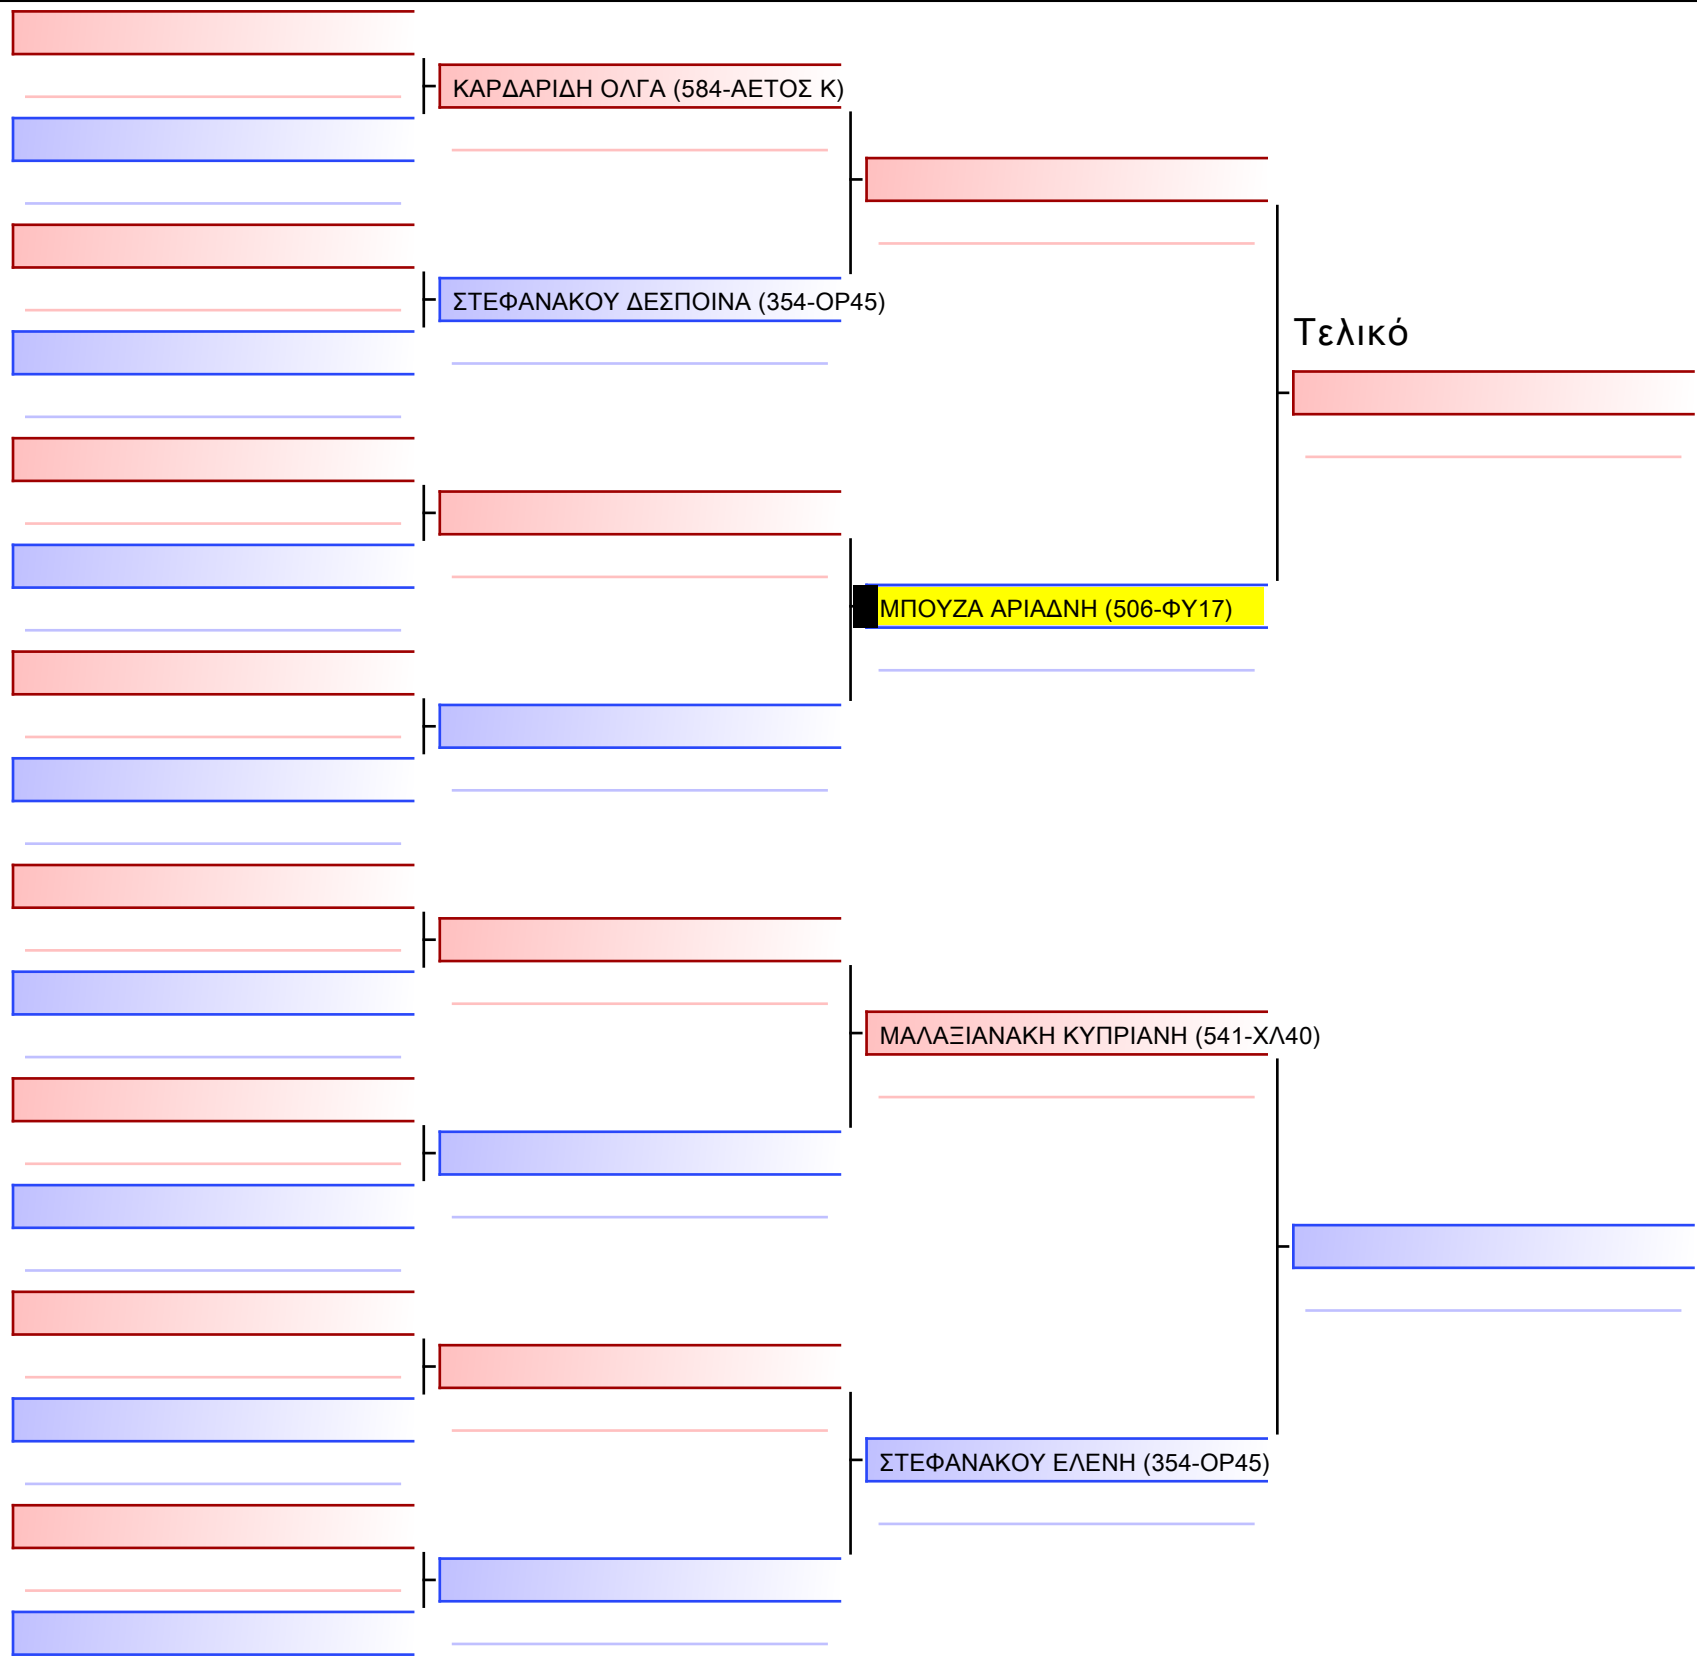 ΚΑΡΔΑΡΙΔΗ ΟΛΓΑ (584-ΑΕΤΟΣ Κ)
ΣΤΕΦΑΝΑΚΟΥ ΔΕΣΠΟΙΝΑ (354-ΟΡ45)
Τελικό
ΜΠΟΥΖΑ ΑΡΙΑΔΝΗ (506-ΦΥ17)
ΜΑΛΑΞΙΑΝΑΚΗ ΚΥΠΡΙΑΝΗ (541-ΧΛ40)
ΣΤΕΦΑΝΑΚΟΥ ΕΛΕΝΗ (354-ΟΡ45)